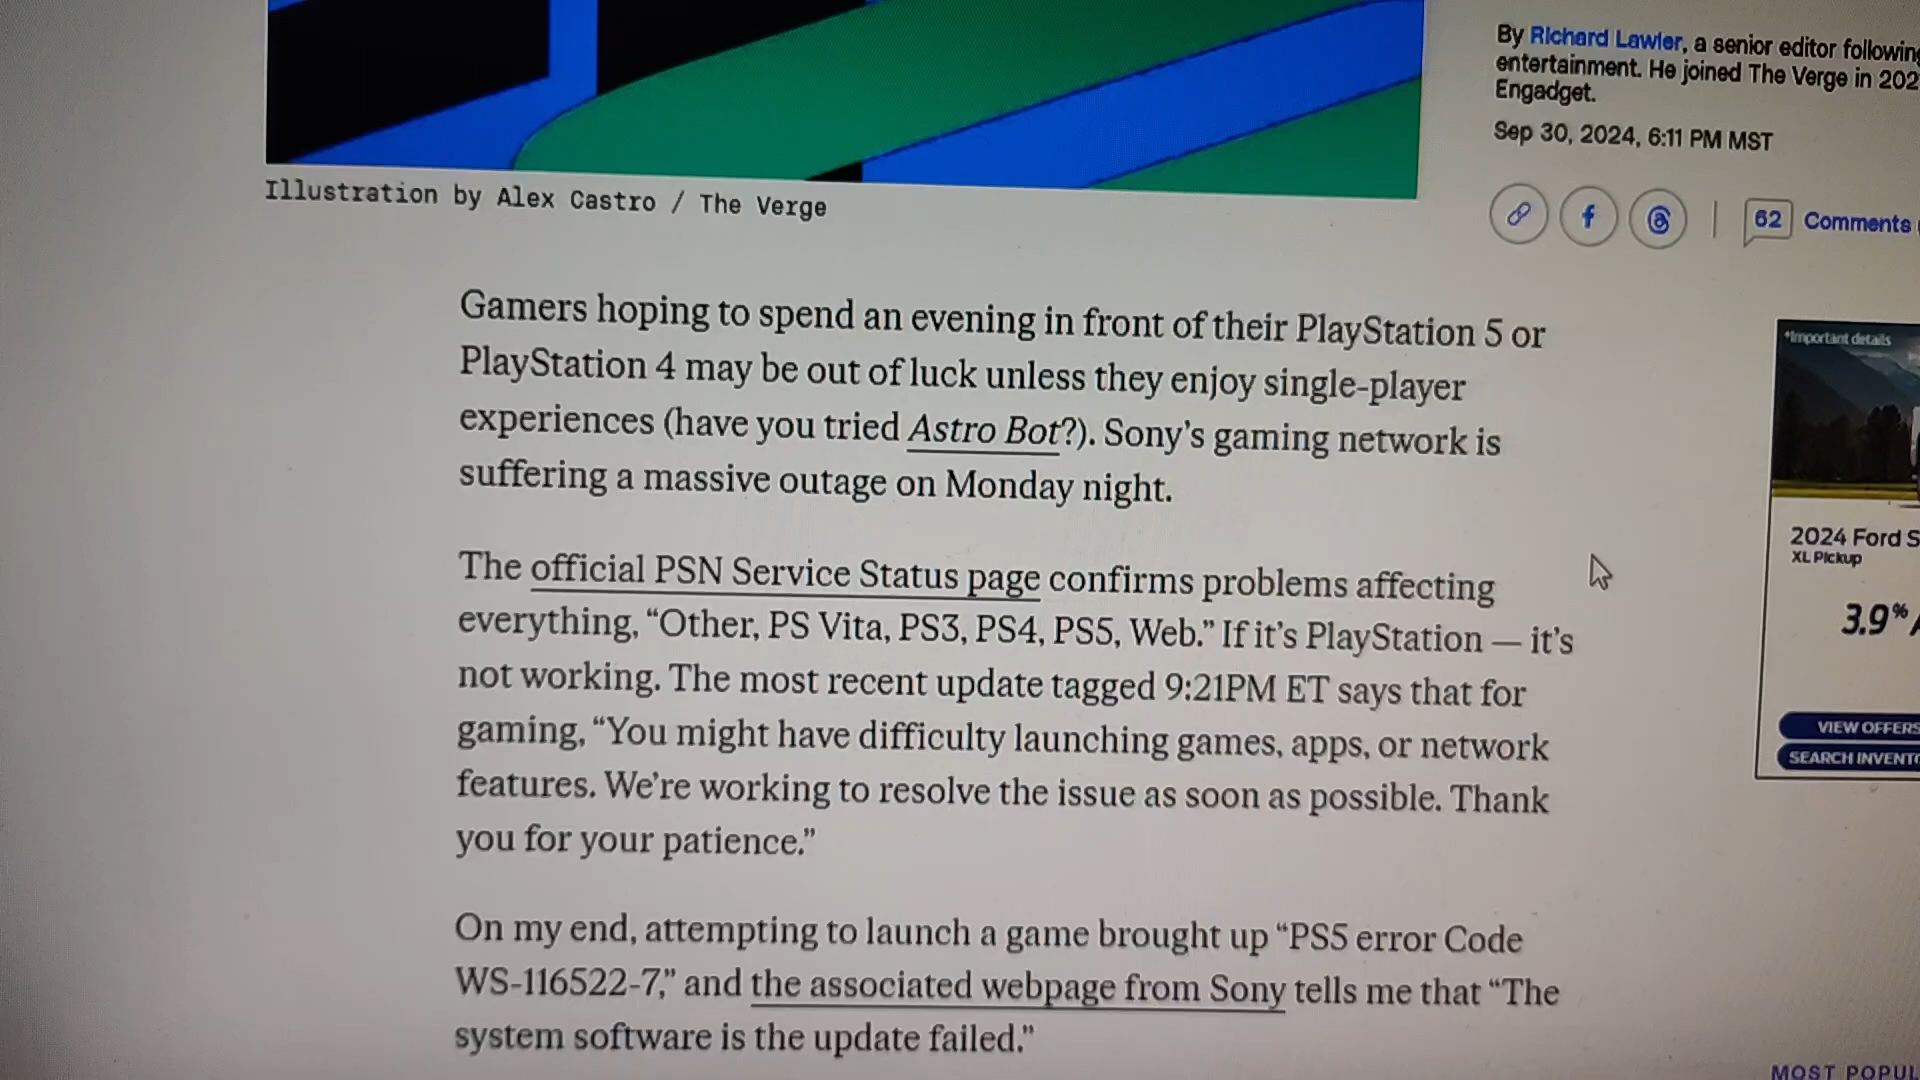 By Richard Lawler, a senior editor following
entertainment. He joined The Verge in 202
Engadget.
Sep 30, 2024, 6:11 PM MST
62 Comments
Illustration by Alex Castro / The Verge
Gamers hoping to spend an evening in front of their PlayStation 5 or
PlayStation 4 may be out of luck unless they enjoy single-player
experiences (have you tried Astro Bot?). Sony’s gaming network is
suffering a massive outage on Monday night.
The official PSN Service Status page confirms problems affecting
everything, “Other, PS Vita, PS3, PS4, PS5, Web.” If it’s PlayStation — it’s
not working. The most recent update tagged 9:21PM ET says that for
gaming, “You might have difficulty launching games, apps, or network
features. We’re working to resolve the issue as soon as possible. Thank
you for your patience.”
On my end, attempting to launch a game brought up “PS5 error Code
WS-116522-7,” and the associated webpage from Sony tells me that “The
system software is the update failed.”
*Important details
2024 Ford S
XL Pickup
3.9%
VIEW OFFERS
SEARCH INVENTO
MOST POPUL